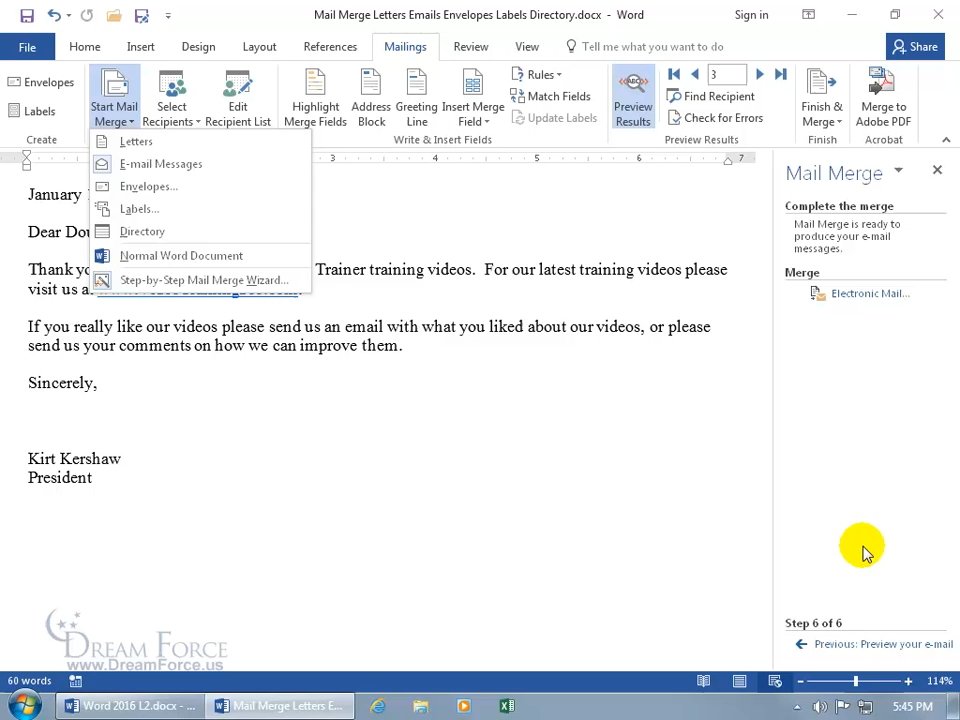 Mail Merge Letters Emails Envelopes Labels Directory.docx - Word
Sign in
File Home Insert Design Layout References Mailings Review View Tell me what you want to do Share
Envelopes
Labels
Create
Start Mail
Merge
Select
Recipients
Edit
Recipient List
Highlight
Merge Fields
Address
Block
Greeting
Line
Insert Merge
Field
Rules
Match Fields
Update Labels
Write & Insert Fields
ABC
Preview
Results
3
Find Recipient
Check for Errors
Preview Results
Finish &
Merge
Finish
Merge to
Adobe PDF
Acrobat
Letters
E-mail Messages
Envelopes...
Labels...
Directory
Normal Word Document
Step-by-Step Mail Merge Wizard...
3 4 5 6 7
January
Dear Dou
Thank yo Trainer training videos. For our latest training videos please
visit us a
If you really like our videos please send us an email with what you liked about our videos, or please
send us your comments on how we can improve them.
Sincerely,
Kirt Kershaw
President
Mail Merge
Complete the merge
Mail Merge is ready to
produce your e-mail
messages.
Merge
Electronic Mail...
Step 6 of 6
Previous: Preview your e-mail
DREAM FORCE
www.DreamForce.us
60 words
114%
Word 2016 L2.docx - ...
Mail Merge Letters E...
5:45 PM